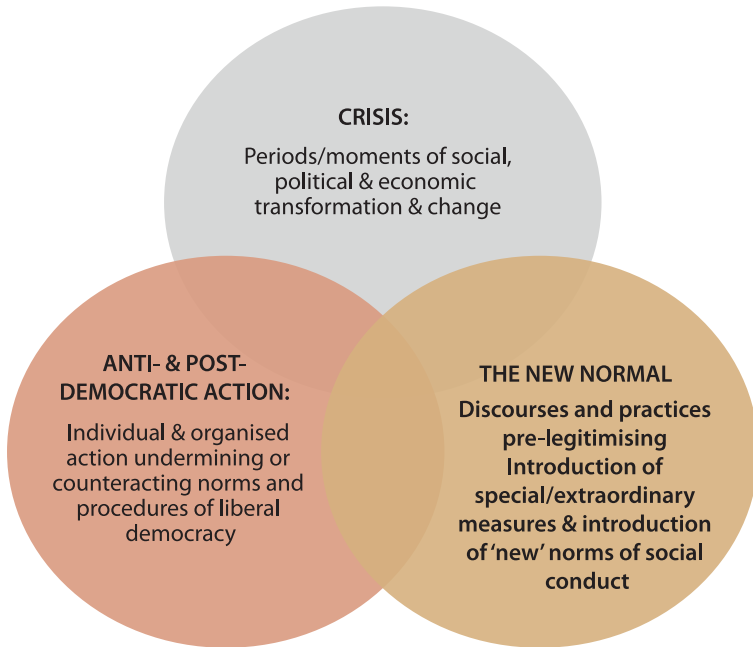 CRISIS:
Periods/moments of social,
political & economic
transformation & change
ANTI- & POST-
DEMOCRATIC ACTION:
Individual & organised
action undermining or
counteracting norms and
procedures of liberal
democracy
THE NEW NORMAL
Discourses and practices
pre-legitimising
Introduction of
special/extraordinary
measures & introduction
of ‘new’ norms of social
conduct